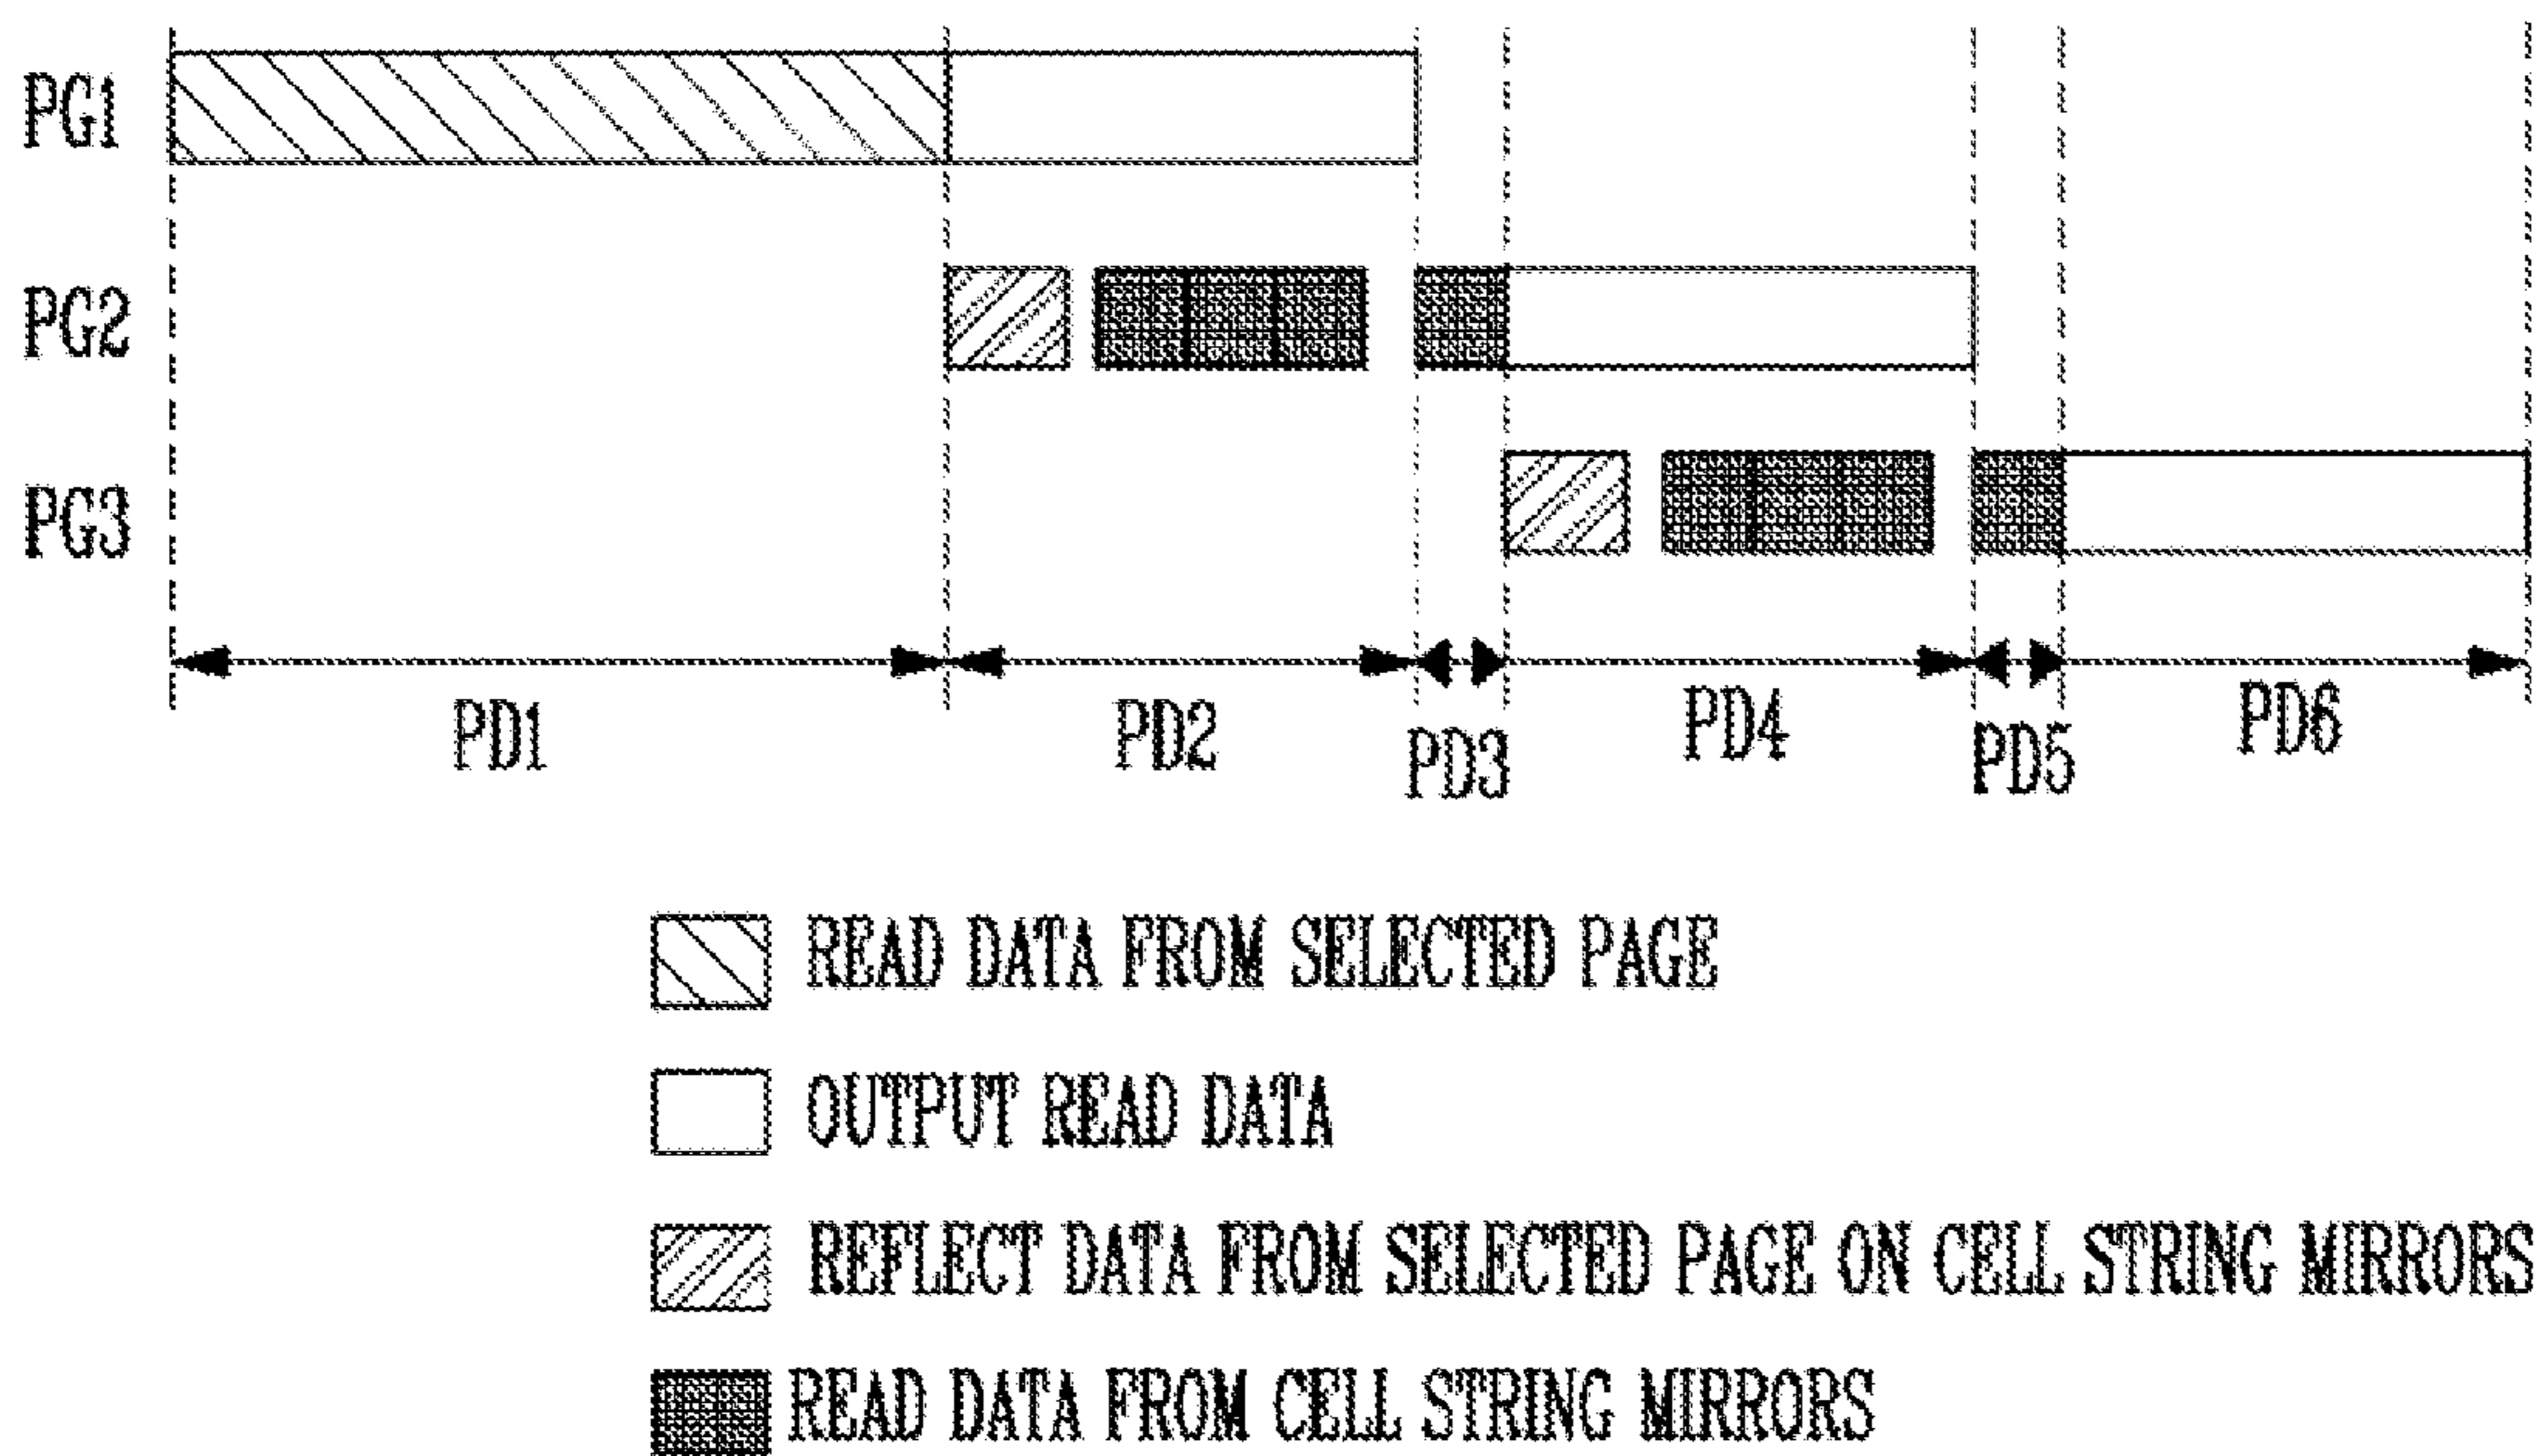 PG1
PG2
PG3
PD1 PD2 PD3 PD4 PD5 PD6
READ DATA FROM SELECTED PAGE
OUTPUT READ DATA
REFLECT DATA FROM SELECTED PAGE ON CELL STRING MIRRORS
READ DATA FROM CELL STRING MIRRORS